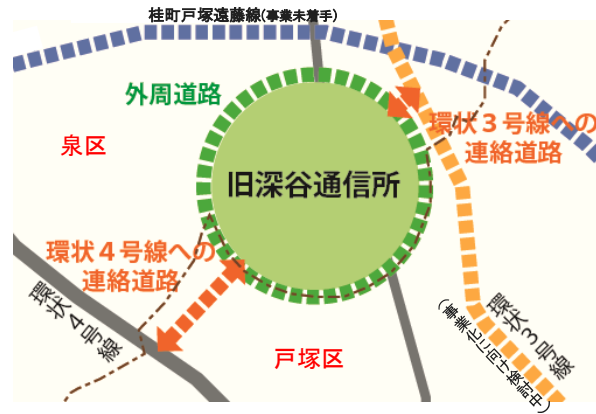 桂町戸塚遠藤線(事業未着手)
外周道路
泉区
環状３号線への
連絡道路
旧深谷通信所
環状４号線への
連絡道路
環状４号線
戸塚区
環状３号線
(事業化に向け検討中)